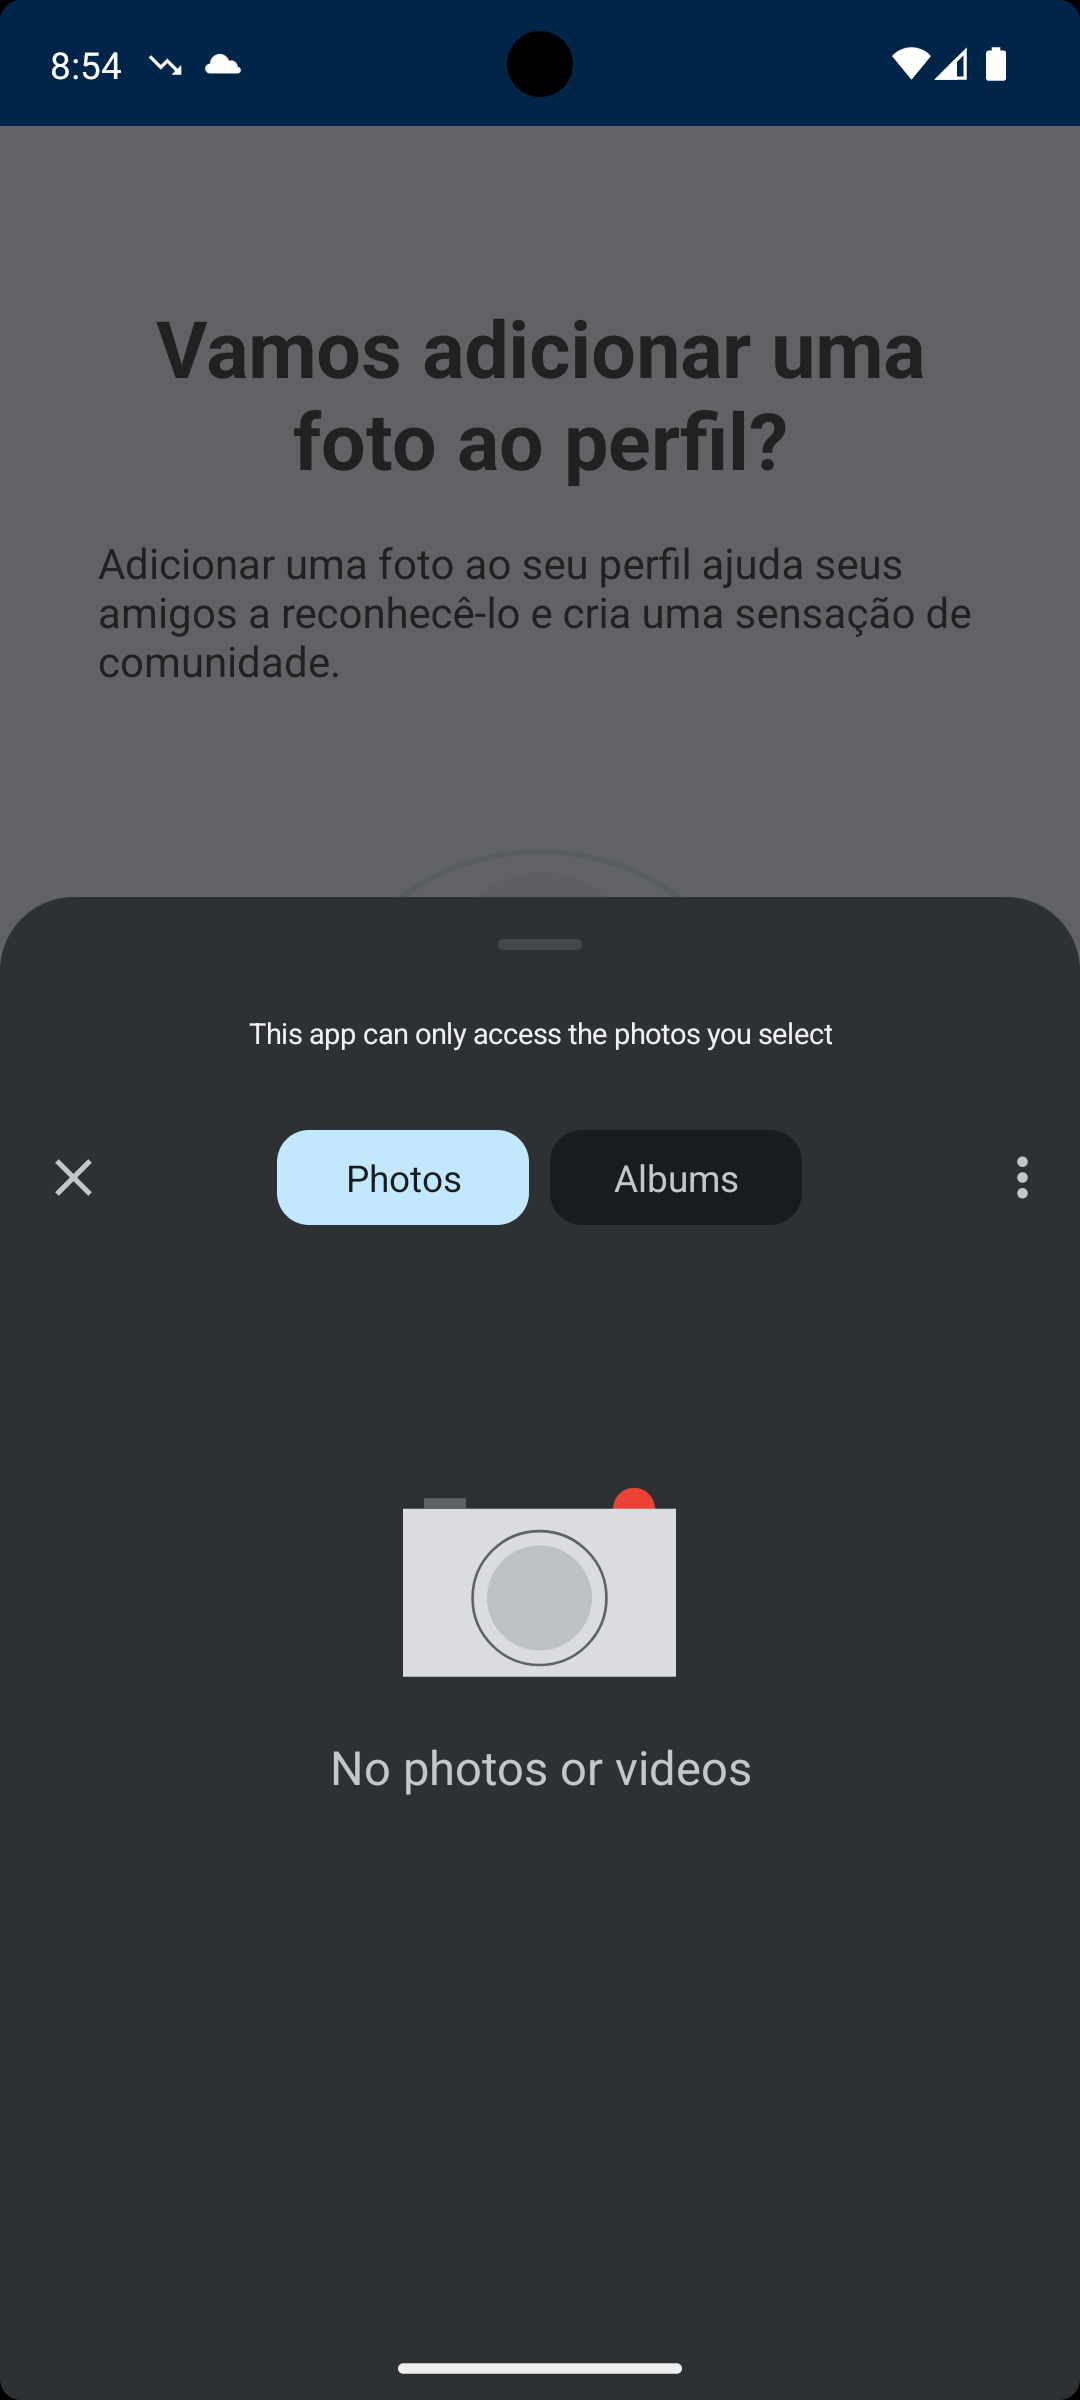 8:54
Vamos adicionar uma
foto ao perfil?
Adicionar uma foto ao seu perfil ajuda seus
amigos a reconhecê-lo e cria uma sensação de
comunidade.
This app can only access the photos you select
Photos
Albums
No photos or videos